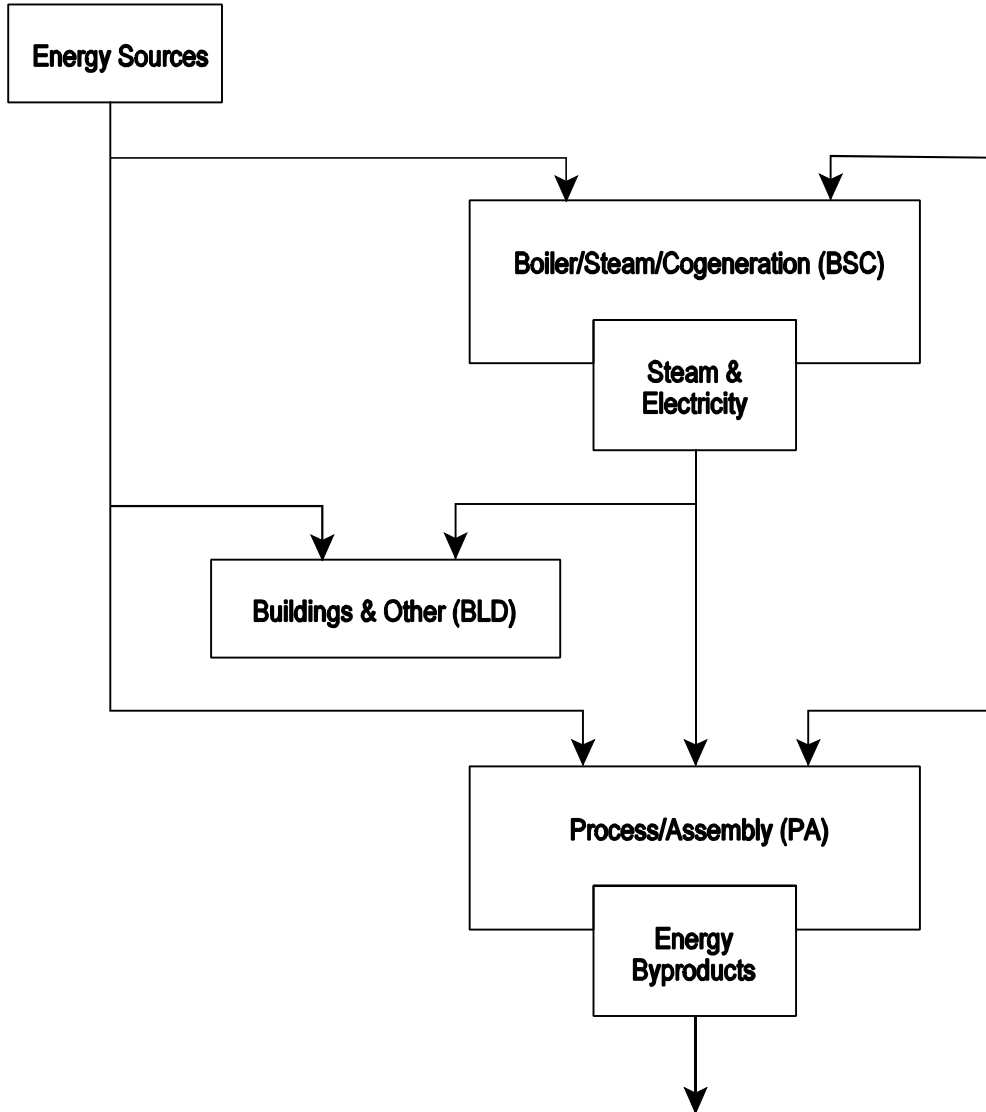 Energy Sources
Boiler/Steam/Cogeneration (BSC)
Steam &
Electricity
Buildings & Other (BLD)
Process/Assembly (PA)
Energy
Byproducts